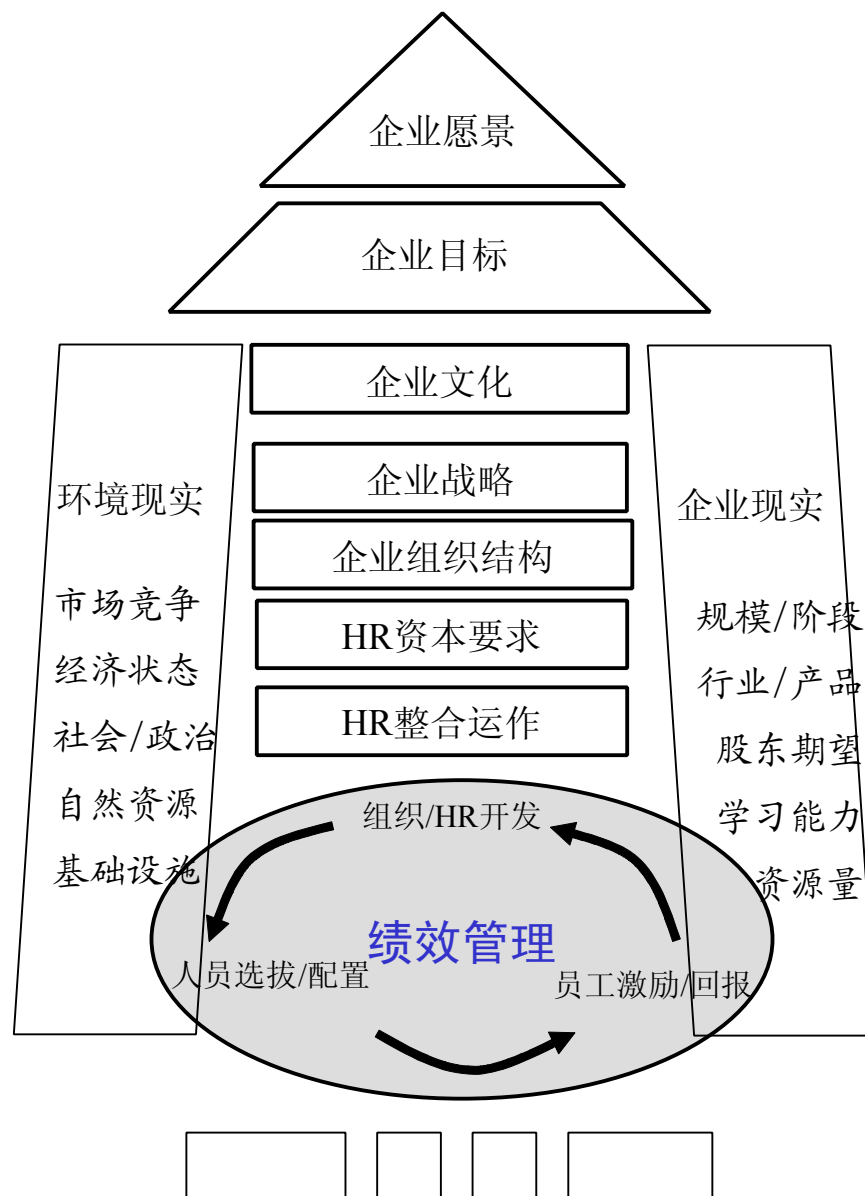 企业愿景
企业目标
企业文化
企业战略
企业组织结构
HR资本要求
HR整合运作
环境现实
市场竞争
经济状态
社会/政治
自然资源
基础设施
企业现实
规模/阶段
行业/产品
股东期望
学习能力
资源量
组织/HR开发
绩效管理
人员选拔/配置
员工激励/回报